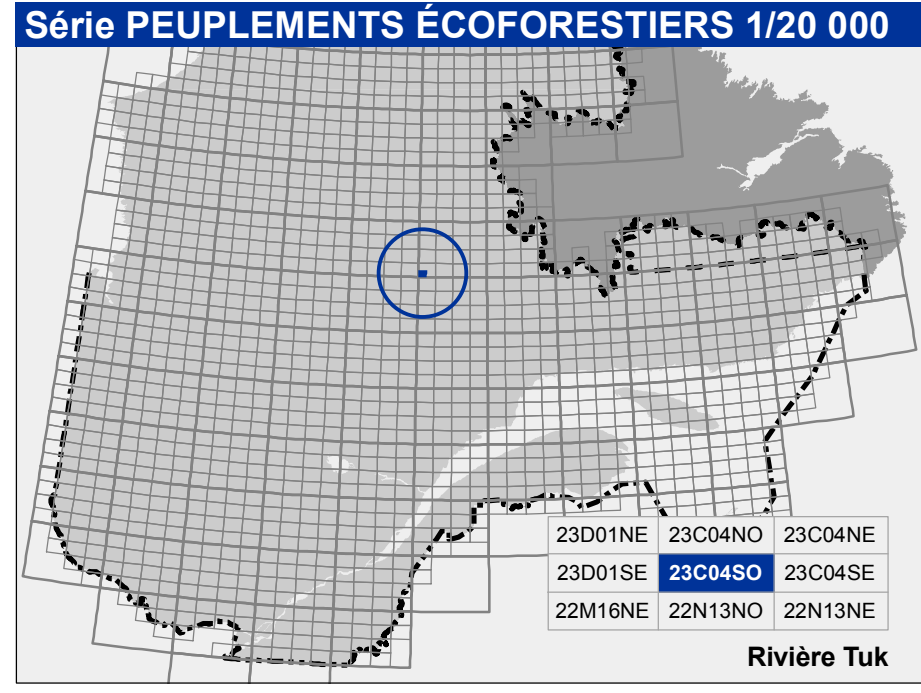 Série PEUPLEMENTS ÉCOFORESTIERS 1/20 000
23D01NE 23C04NO 23C04NE
23D01SE 23C04SO 23C04SE
22M16NE 22N13NO 22N13NE
Rivière Tuk